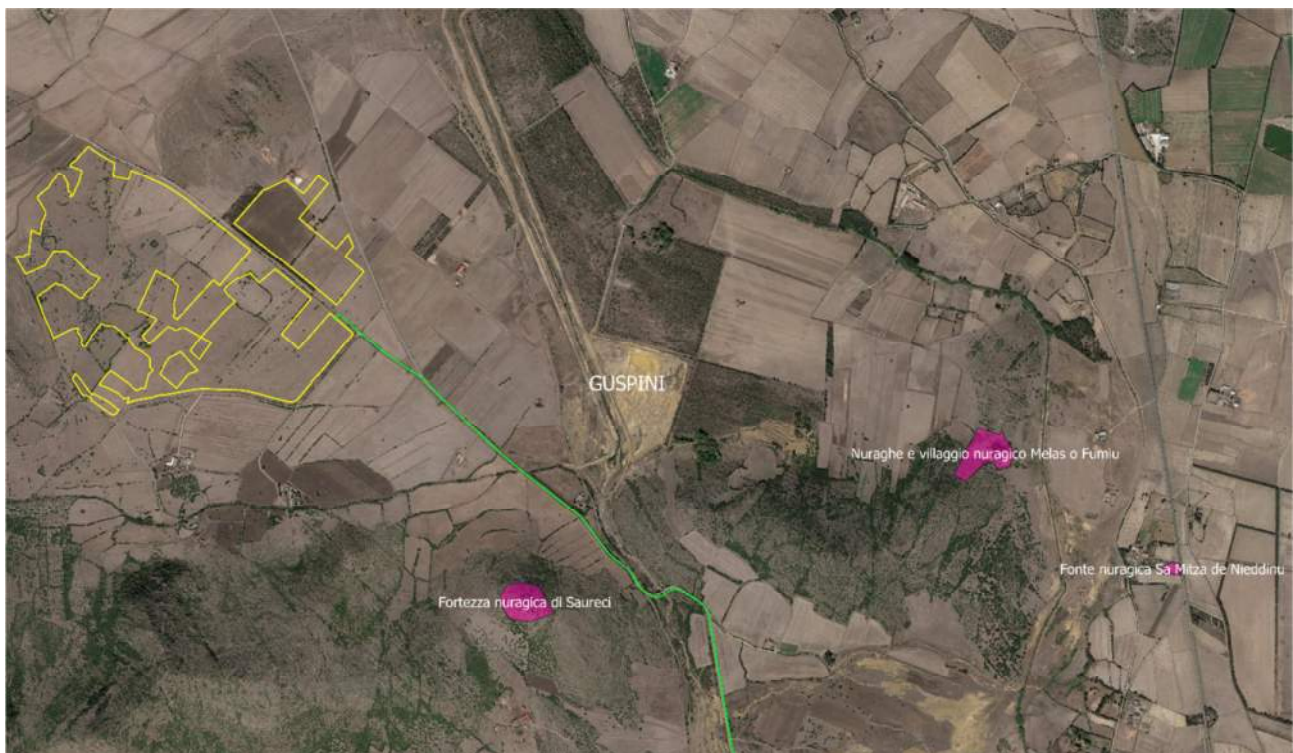 GUSPINI
Nuraghe e villaggio nuragico Melas o Fumiu
Fonte nuragica Sa Mitza de Nieddinu
Fortezza nuragica di Saureci